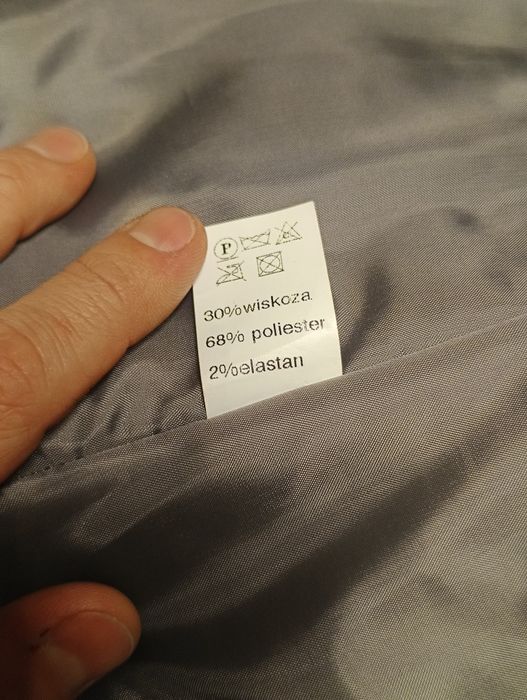 P
30%wiskoza
68% poliester
2%elastan